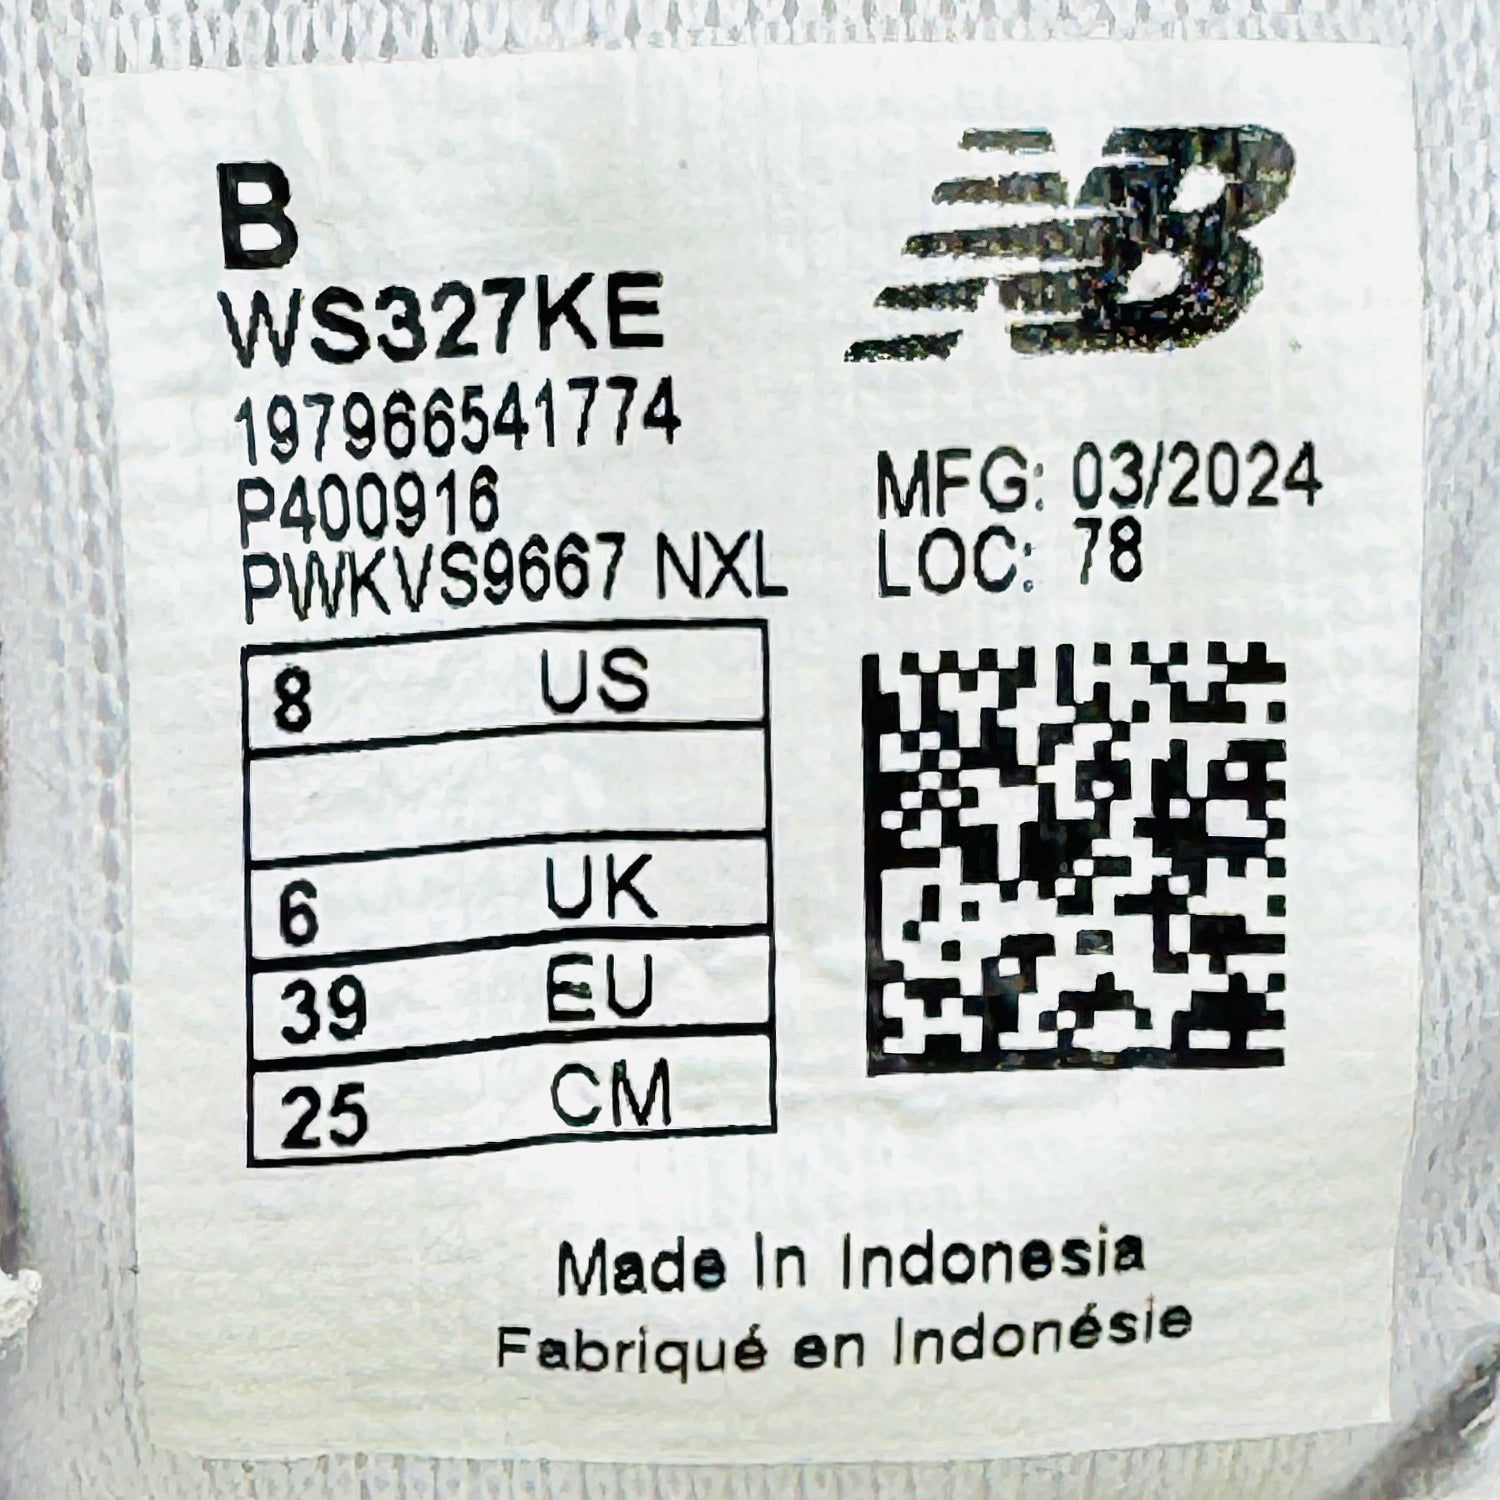 B
WS327KE
197966541774
P400916
PWKVS9667 NXL
NB
MFG: 03/2024
LOC: 78
8 US
6 UK
39 EU
25 CM
Made In Indonesia
Fabriqué en Indonésie